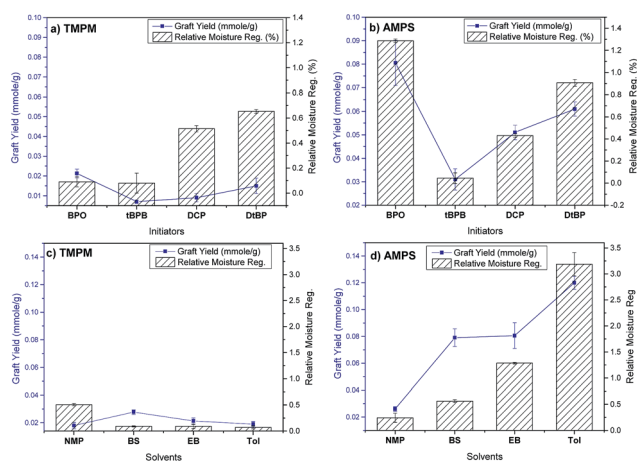 a) TMPM
Graft Yield (mmole/g)
Relative Moisture Reg. (%)
Graft Yield (mmole/g)
0.10
0.09
0.08
0.07
0.06
0.05
0.04
0.03
0.02
0.01
1.4
1.2
1.0
0.8
0.6
0.4
0.2
0.0
Relative Moisture Reg. (%)
BPO tBPB DCP DtBP
Initiators
b) AMPS
Graft Yield (mmole/g)
Relative Moisture Reg. (%)
Graft Yield (mmole/g)
0.10
0.09
0.08
0.07
0.06
0.05
0.04
0.03
0.02
1.4
1.2
1.0
0.8
0.6
0.4
0.2
0.0
-0.2
Relative Moisture Reg. (%)
BPO tBPB DCP DtBP
Initiators
c) TMPM
Graft Yield (mmole/g)
Relative Moisture Reg.
Graft Yield (mmole/g)
0.14
0.12
0.10
0.08
0.06
0.04
0.02
3.5
3.0
2.5
2.0
1.5
1.0
0.5
0.0
Relative Moisture Reg.
NMP BS EB Tol
Solvents
d) AMPS
Graft Yield (mmole/g)
Relative Moisture Reg.
Graft Yield (mmole/g)
0.14
0.12
0.10
0.08
0.06
0.04
0.02
3.5
3.0
2.5
2.0
1.5
1.0
0.5
0.0
Relative Moisture Reg
NMP BS EB Tol
Solvents